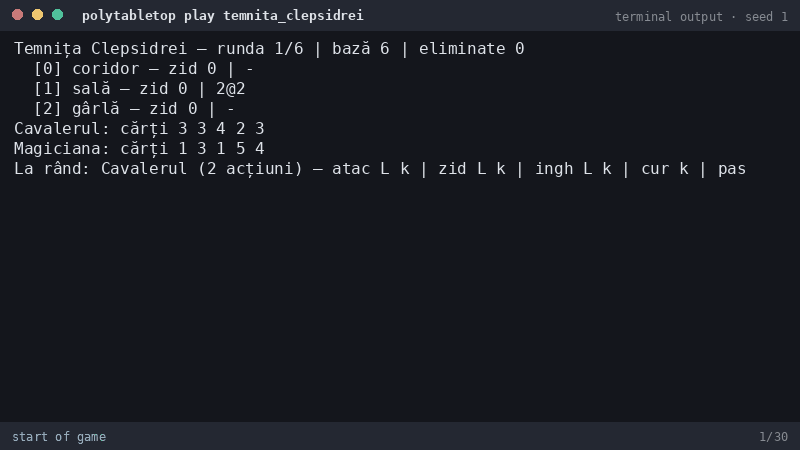 polytabletop play temnita_clepsidrei
terminal output · seed 1
Temnița Clepsidrei — runda 1/6 | bază 6 | eliminate 0
[0] coridor — zid 0 | -
[1] sală — zid 0 | 2@2
[2] gârlă — zid 0 | -
Cavalerul: cărți 3 3 4 2 3
Magiciana: cărți 1 3 1 5 4
La rând: Cavalerul (2 acțiuni) — atac L k | zid L k | ingh L k | cur k | pas
start of game
1/30